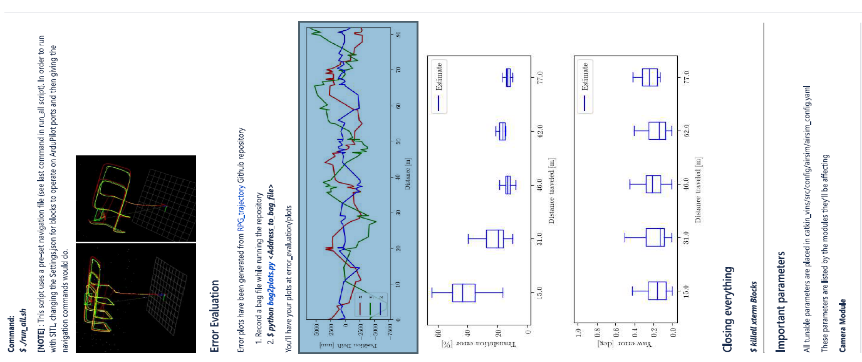 Command:
$ ./run_all.sh
[NOTE] : This script uses a pre-set navigation file (see last command in run_all script). In order to run
with SITL, changing the Settings.json for blocks to operate on ArduPilot ports and then giving the
navigation commands would do.
Error Evaluation
Error plots have been generated from RPG_trajectory Github repository
1. Record a bag file while running the repository
2. $ python bag2plots.py <Address_to_bag_file>
You'll have your plots at error_evaluation/plots
Position Drift [mm]
0
0 10 20 30 40 50 60 70 80
Distance [m]
Translation error [%]
0 20 40 60
Estimate
15.0 31.0 46.0 62.0 77.0
Distance traveled [m]
Yaw error [deg]
0.0 0.2 0.4 0.6 0.8 1.0
Estimate
15.0 31.0 46.0 62.0 77.0
Distance traveled [m]
Closing everything
$ killall xterm Blocks
Important parameters
All tunable parameters are placed in catkin_vins/src/config/airsim/airsim_config.yaml
These parameters are listed by the modules they'll be affecting
Camera Module